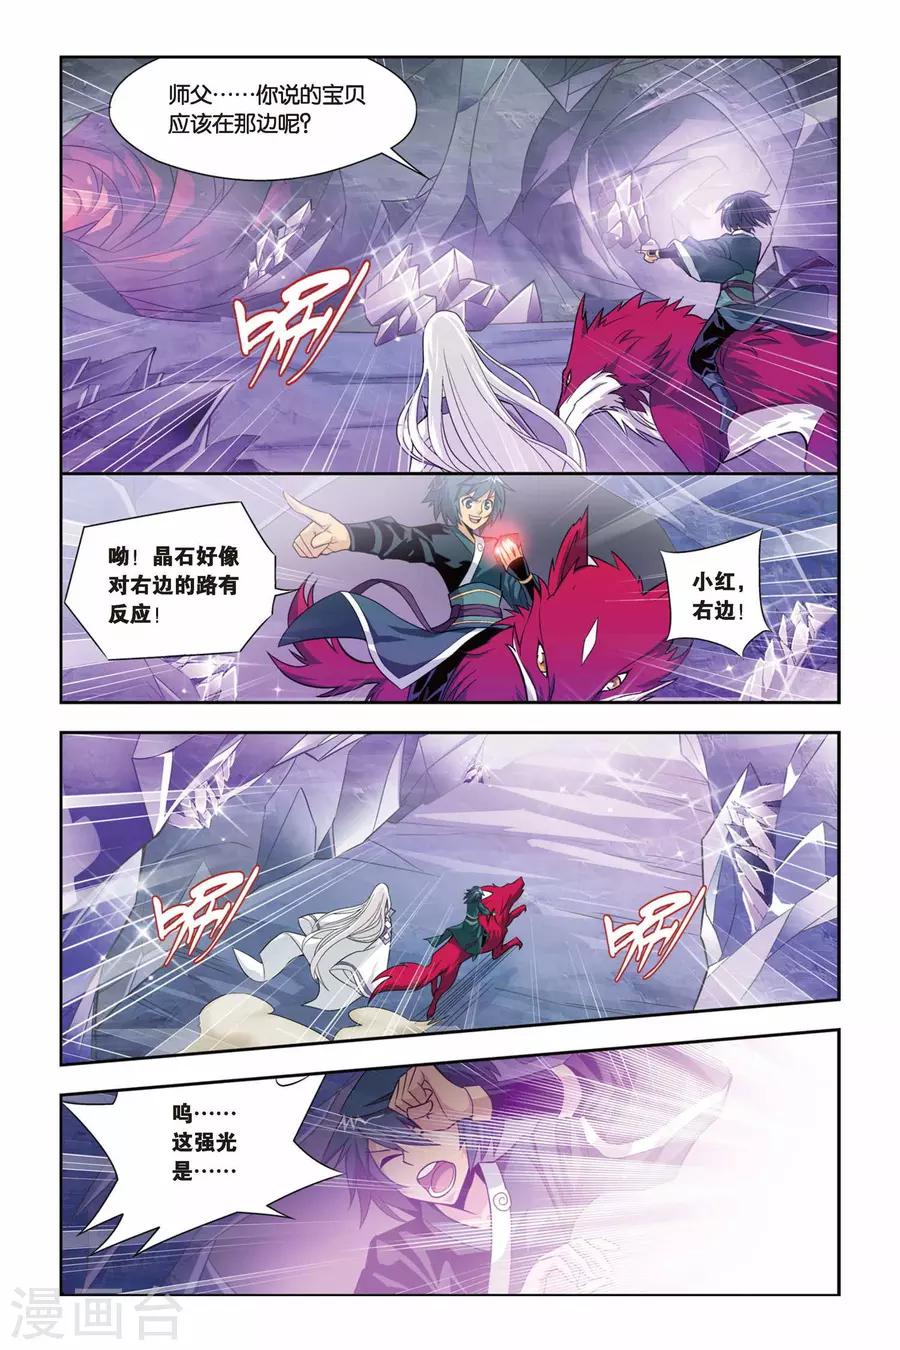 师父……你说的宝贝
应该在那边呢？
唰
呦！晶石好像
对右边的路有
反应！
小红，
右边！
唰
唰
呜……
这强光
是……
漫画台